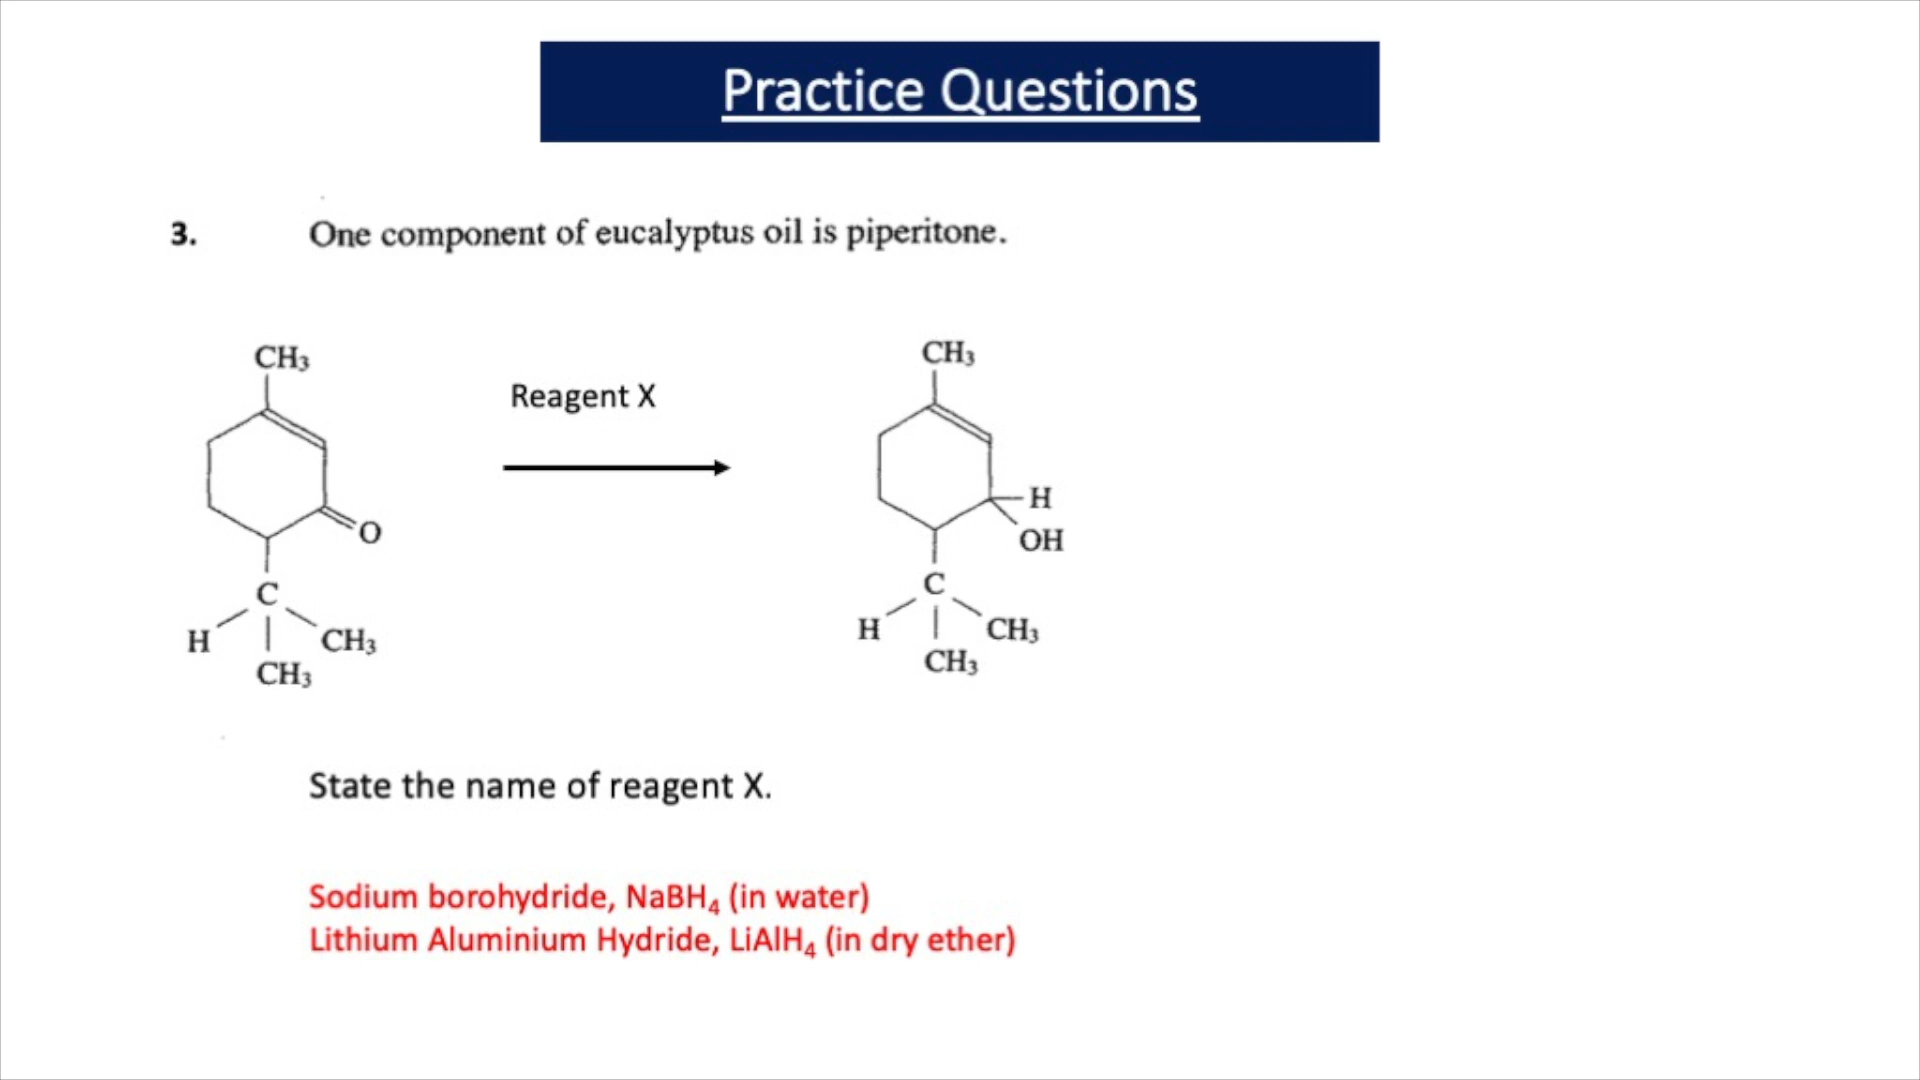 Practice Questions
3. One component of eucalyptus oil is piperitone.
CH3
CH3
Reagent X
H
O
OH
C
C
H
CH3
H
CH3
CH3
CH3
State the name of reagent X.
Sodium borohydride, NaBH4 (in water)
Lithium Aluminium Hydride, LiAlH4 (in dry ether)